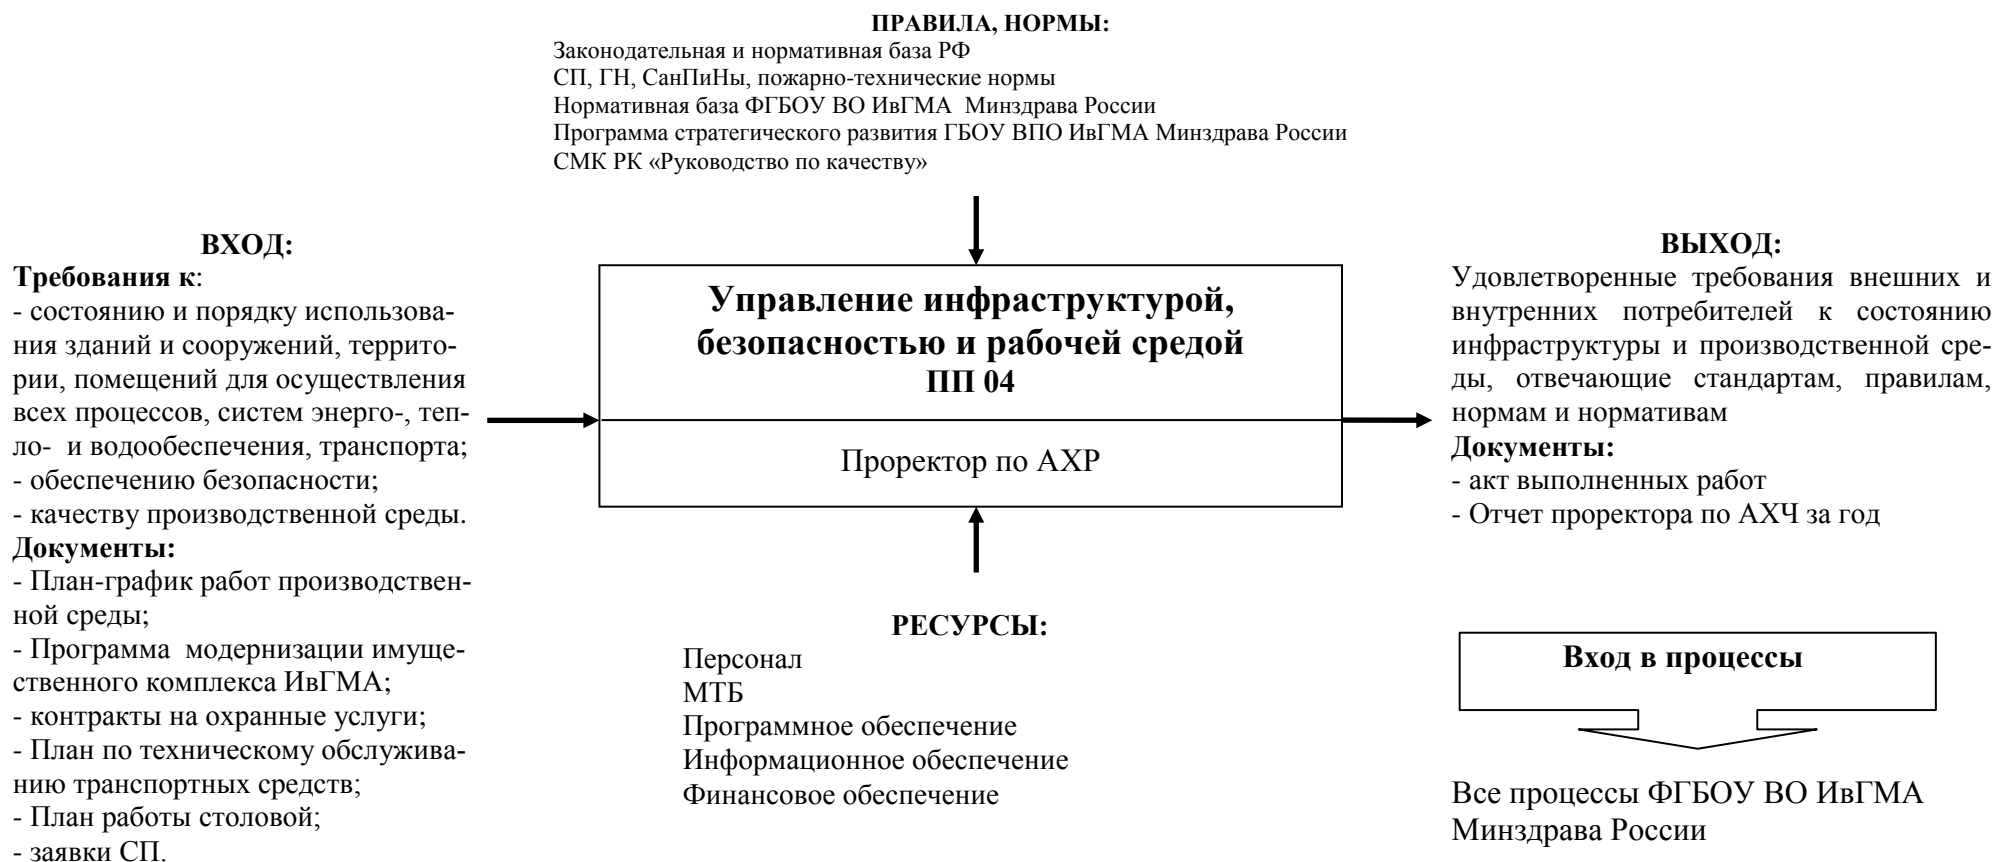 ПРАВИЛА, НОРМЫ:
Законодательная и нормативная база РФ
СП, ГН, СанПиНы, пожарно-технические нормы
Нормативная база ФГБОУ ВО ИвГМА  Минздрава России
Программа стратегического развития ГБОУ ВПО ИвГМА Минздрава России
СМК РК «Руководство по качеству»
ВХОД:
Требования к:
- состоянию и порядку использова-
ния зданий и сооружений, террито-
рии, помещений для осуществления
всех процессов, систем энерго-, теп-
ло-  и водообеспечения, транспорта;
- обеспечению безопасности;
- качеству производственной среды.
Документы:
- План-график работ производствен-
ной среды;
- Программа  модернизации имуще-
ственного комплекса ИвГМА;
- контракты на охранные услуги;
- План по техническому обслужива-
нию транспортных средств;
- План работы столовой;
- заявки СП.
Управление инфраструктурой,
безопасностью и рабочей средой
ПП 04
Проректор по АХР
РЕСУРСЫ:
Персонал
МТБ
Программное обеспечение
Информационное обеспечение
Финансовое обеспечение
ВЫХОД:
Удовлетворенные требования внешних и
внутренних потребителей к состоянию
инфраструктуры и производственной сре-
ды, отвечающие стандартам, правилам,
нормам и нормативам
Документы:
- акт выполненных работ
- Отчет проректора по АХЧ за год
Вход в процессы
Все процессы ФГБОУ ВО ИвГМА
Минздрава России